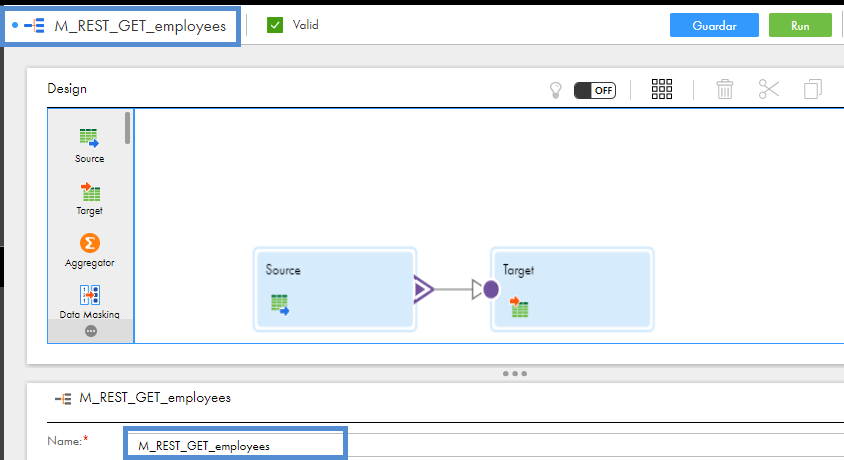 M_REST_GET_employees
Valid
Guardar
Run
Design
OFF
Source
Target
Aggregator
Data Masking
Source
Target
M_REST_GET_employees
Name:*
M_REST_GET_employees